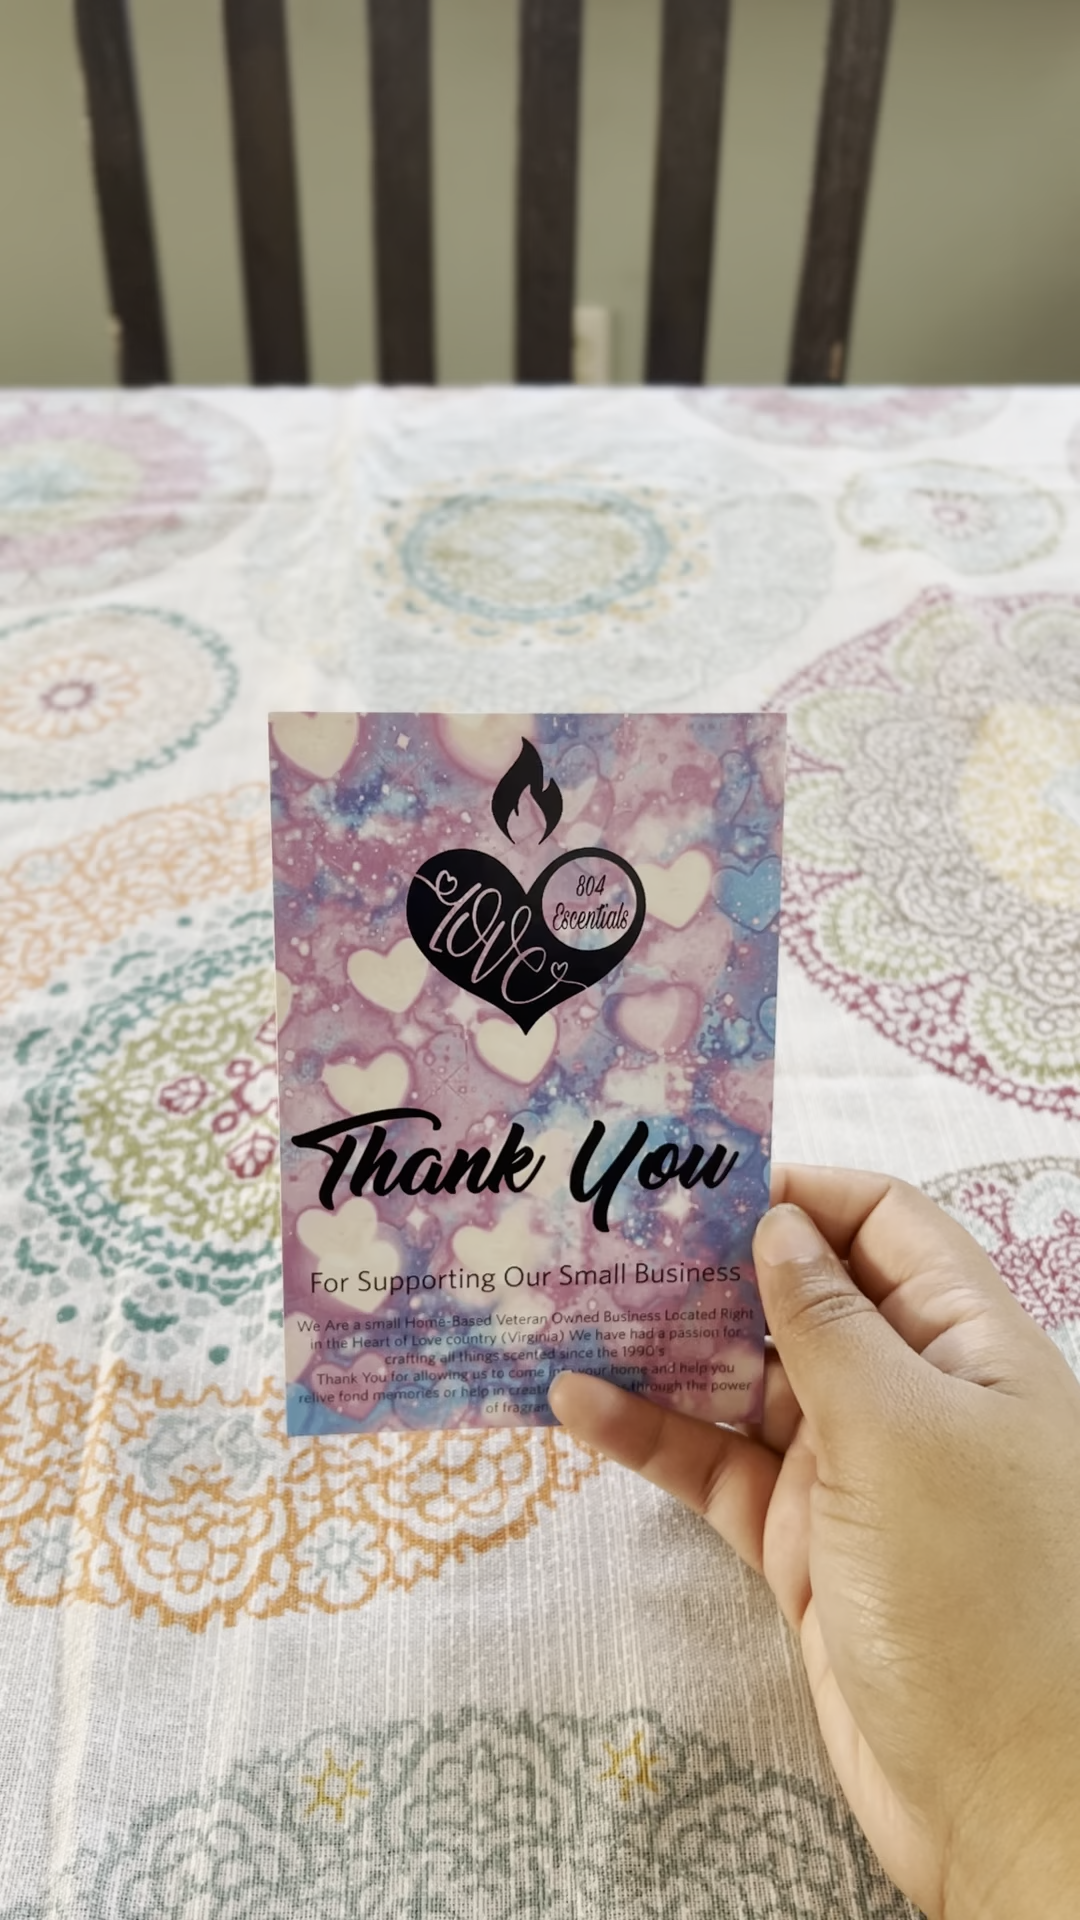 804
Escentials
LOVE
Thank You
For Supporting Our Small Business
We Are a small Home-Based Veteran Owned Business Located Right
in the Heart of Love country (Virginia) We have had a passion for
crafting all things scented since the 1990's
Thank You for allowing us to come into your home and help you
relive fond memories or help in through the power
of